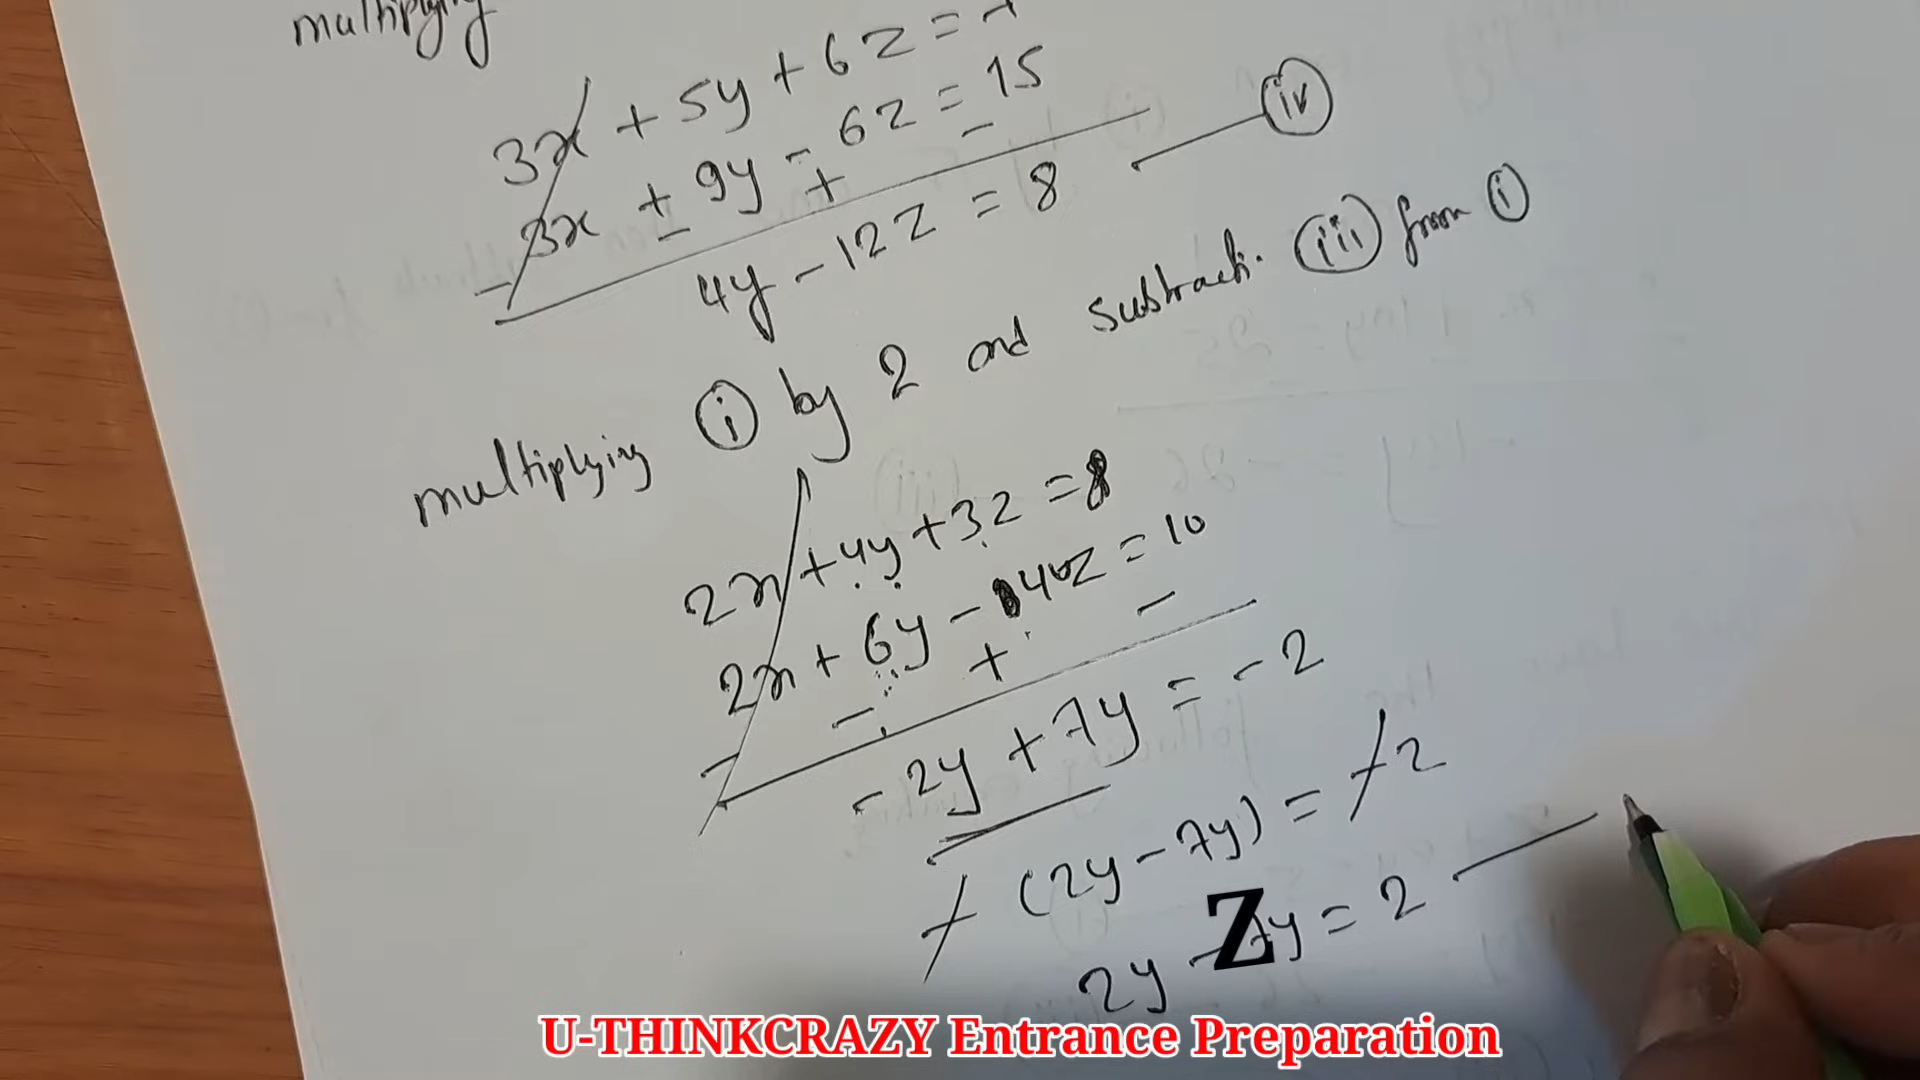 multiplying
3x + 5y + 6z =
3x + 9y - 6z = 15
- - + -
4y - 12z = 8 (iv)
multiplying (i) by 2 and subtract. (iii) from (i)
2x + 4y + 3z = 8
2x + 6y - 4z = 10
- - + -
-2y + 7y = -2
- (2y - 7y) = -2
2y - 7y = 2
Z
U-THINKCRAZY Entrance Preparation